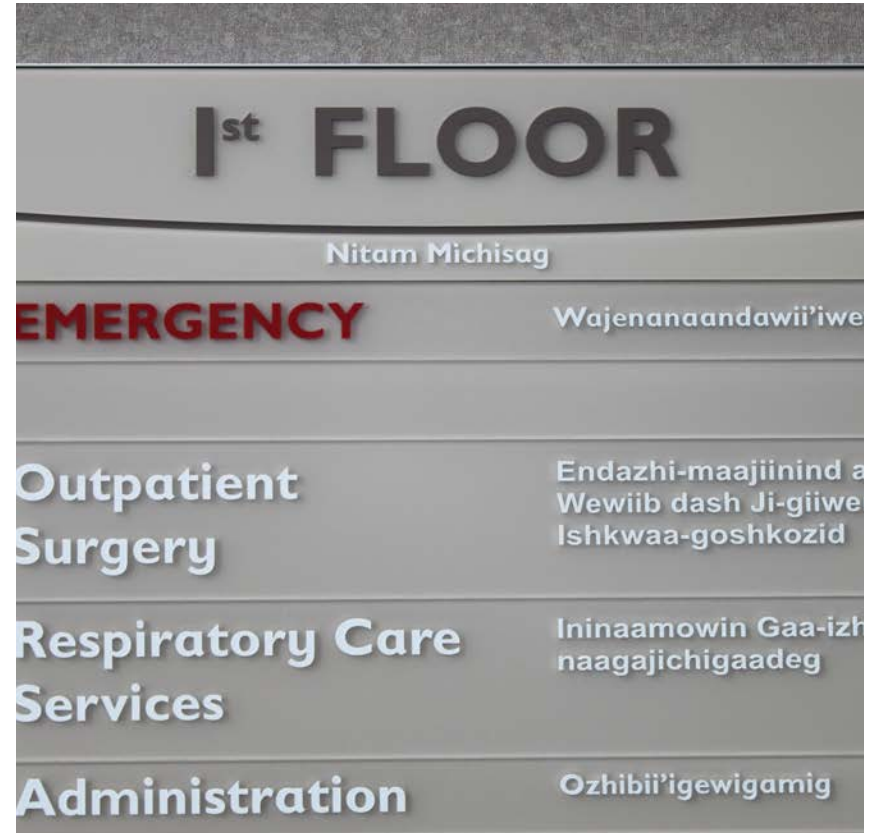 1st FLOOR
Nitam Michisag
EMERGENCY
Wajenanaandawii'iwe
Outpatient
Surgery
Endazhi-maajiinind a
Wewiib dash Ji-giiwe
Ishkwaa-goshkozid
Respiratory Care
Services
Ininaamowin Gaa-izh
naagajichigaadeg
Administration
Ozhibii'igewigamig